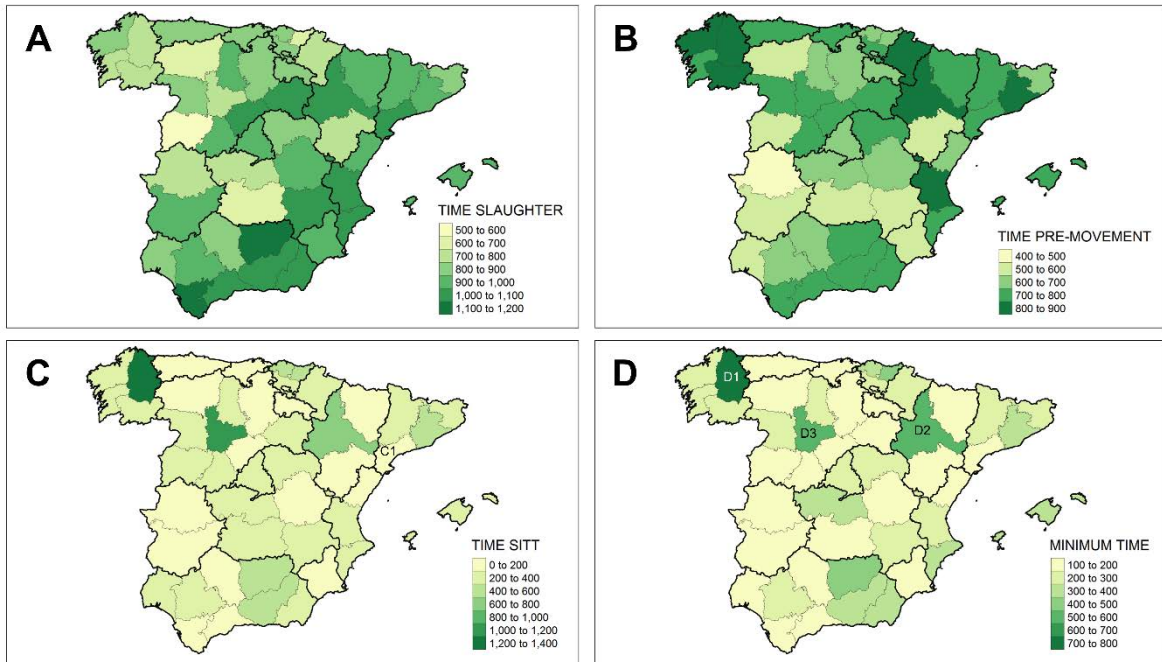 A
TIME SLAUGHTER
500 to 600
600 to 700
700 to 800
800 to 900
900 to 1,000
1,000 to 1,100
1,100 to 1,200
B
TIME PRE-MOVEMENT
400 to 500
500 to 600
600 to 700
700 to 800
800 to 900
C
C1
TIME SITT
0 to 200
200 to 400
400 to 600
600 to 800
800 to 1,000
1,000 to 1,200
1,200 to 1,400
D
D1
D3
D2
MINIMUM TIME
100 to 200
200 to 300
300 to 400
400 to 500
500 to 600
600 to 700
700 to 800